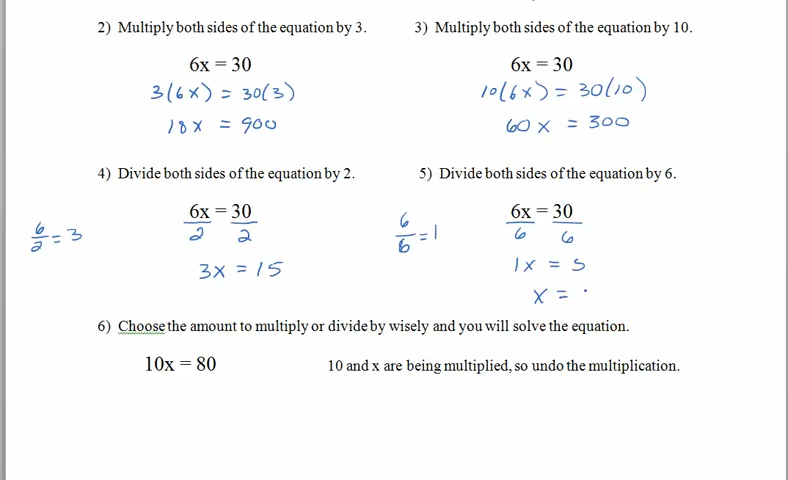 2) Multiply both sides of the equation by 3.
6x = 30
3(6x) = 30(3)
18x = 900
3) Multiply both sides of the equation by 10.
6x = 30
10(6x) = 30(10)
60x = 300
4) Divide both sides of the equation by 2.
6/2 = 3
6x = 30
2 2
3x = 15
5) Divide both sides of the equation by 6.
6/6 = 1
6x = 30
6 6
1x = 5
x =
6) Choose the amount to multiply or divide by wisely and you will solve the equation.
10x = 80
10 and x are being multiplied, so undo the multiplication.